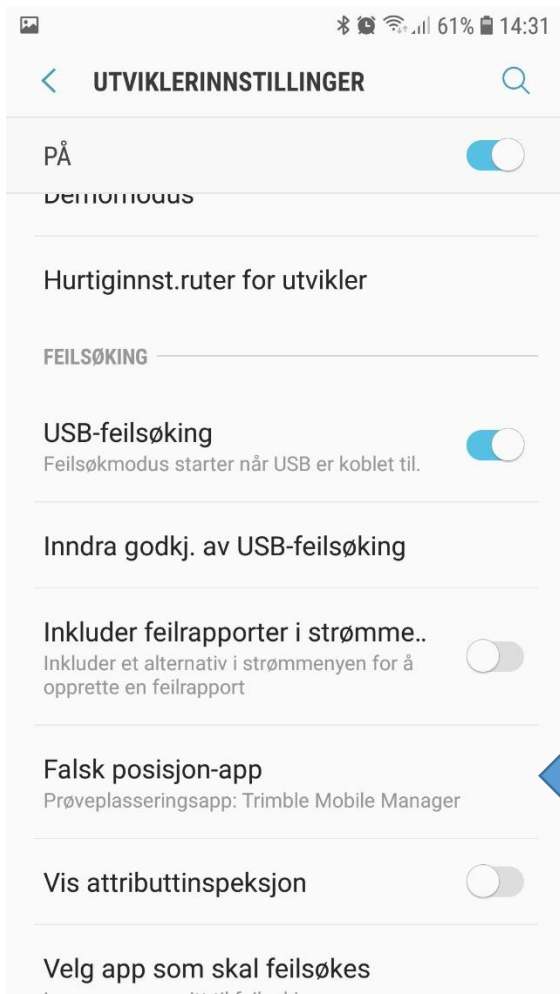 61% 14:31
UTVIKLERINNSTILLINGER
PÅ
Demomodus
Hurtiginnst.ruter for utvikler
FEILSØKING
USB-feilsøking
Feilsøkmodus starter når USB er koblet til.
Inndra godkj. av USB-feilsøking
Inkluder feilrapporter i strømme..
Inkluder et alternativ i strømmenyen for å
opprette en feilrapport
Falsk posisjon-app
Prøveplasseringsapp: Trimble Mobile Manager
Vis attributtinspeksjon
Velg app som skal feilsøkes